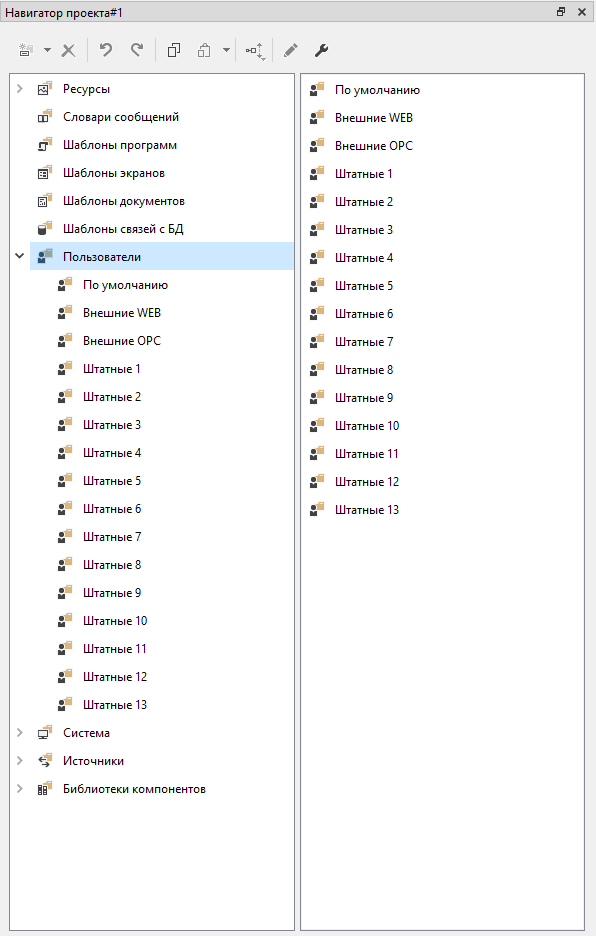 Навигатор проекта#1
Ресурсы
Словари сообщений
Шаблоны программ
Шаблоны экранов
Шаблоны документов
Шаблоны связей с БД
Пользователи
По умолчанию
Внешние WEB
Внешние OPC
Штатные 1
Штатные 2
Штатные 3
Штатные 4
Штатные 5
Штатные 6
Штатные 7
Штатные 8
Штатные 9
Штатные 10
Штатные 11
Штатные 12
Штатные 13
Система
Источники
Библиотеки компонентов
По умолчанию
Внешние WEB
Внешние OPC
Штатные 1
Штатные 2
Штатные 3
Штатные 4
Штатные 5
Штатные 6
Штатные 7
Штатные 8
Штатные 9
Штатные 10
Штатные 11
Штатные 12
Штатные 13